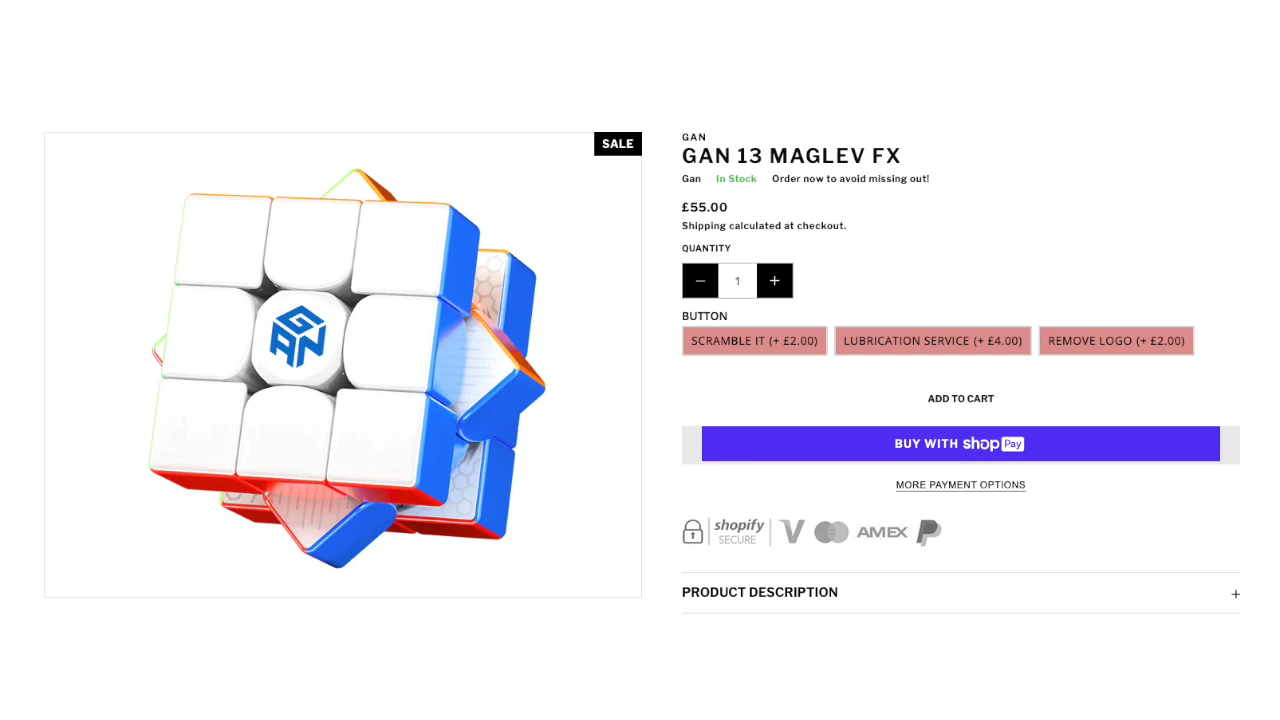 SALE
GAN
GAN
GAN 13 MAGLEV FX
Gan In Stock Order now to avoid missing out!
£55.00
Shipping calculated at checkout.
QUANTITY
− 1 +
BUTTON
SCRAMBLE IT (+ £2.00) LUBRICATION SERVICE (+ £4.00) REMOVE LOGO (+ £2.00)
ADD TO CART
BUY WITH shop Pay
MORE PAYMENT OPTIONS
shopify
SECURE
V AMEX P
PRODUCT DESCRIPTION +